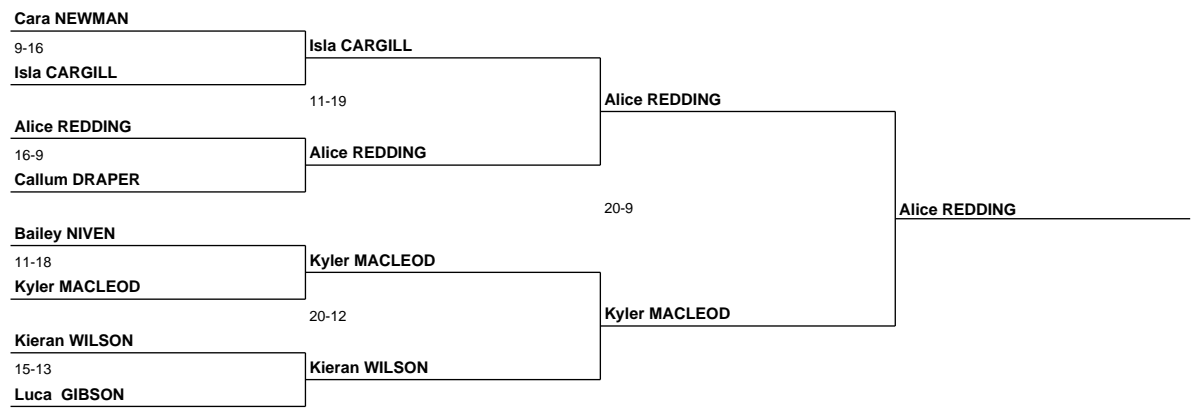 Cara NEWMAN
9-16
Isla CARGILL
Isla CARGILL
11-19
Alice REDDING
Alice REDDING
16-9
Alice REDDING
Callum DRAPER
20-9
Alice REDDING
Bailey NIVEN
11-18
Kyler MACLEOD
Kyler MACLEOD
20-12
Kyler MACLEOD
Kieran WILSON
15-13
Kieran WILSON
Luca  GIBSON